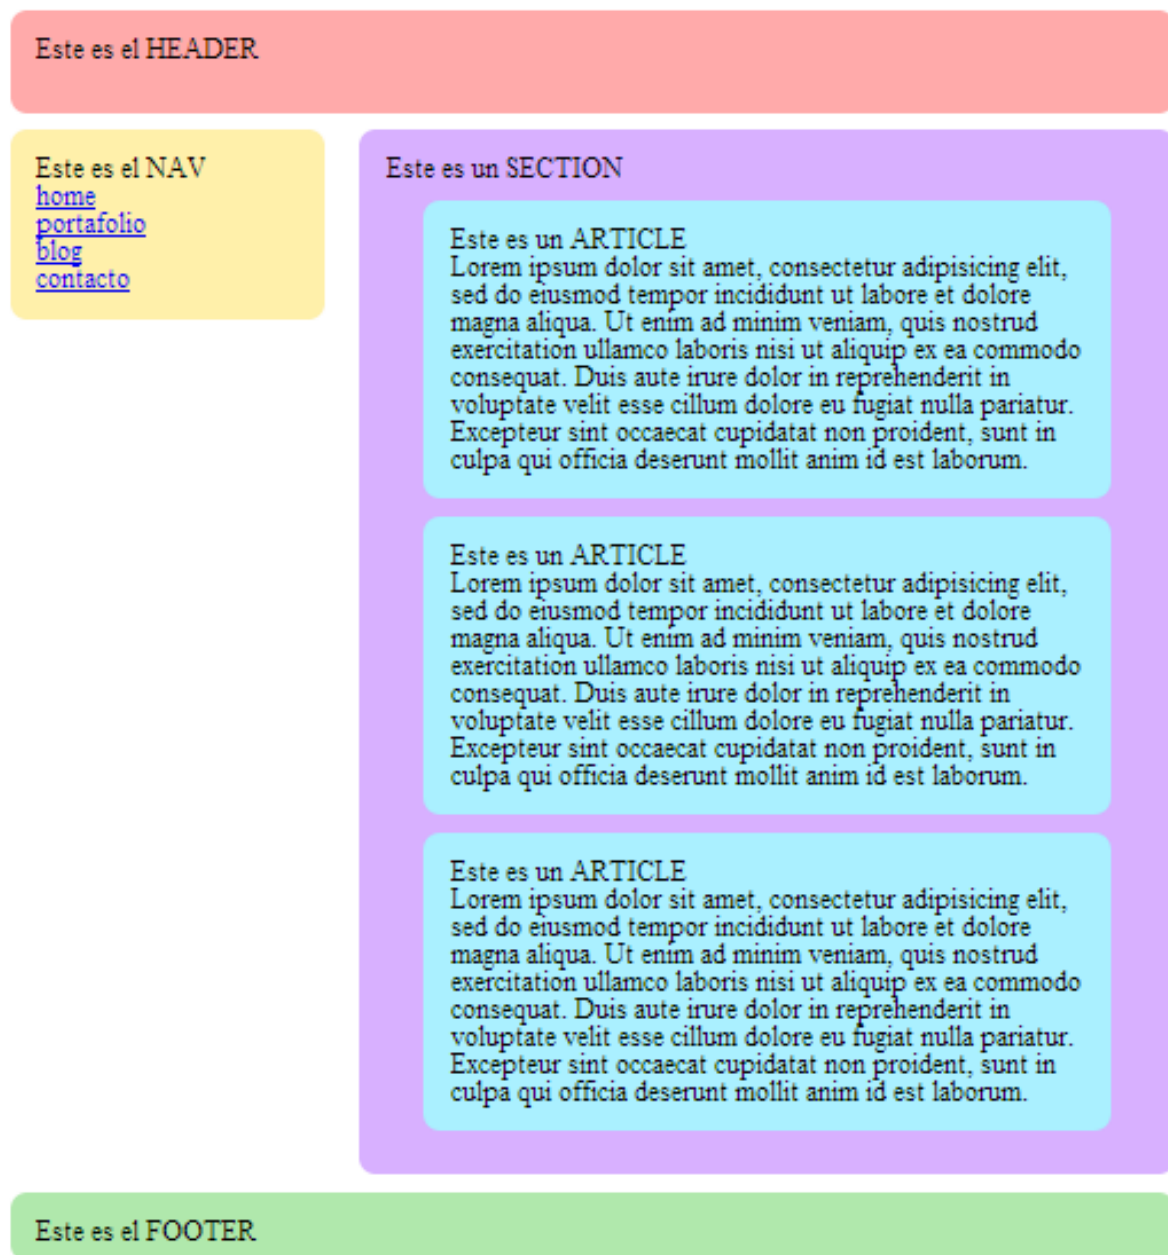 Este es el HEADER
Este es el NAV
home
portafolio
blog
contacto
Este es un SECTION
Este es un ARTICLE
Lorem ipsum dolor sit amet, consectetur adipisicing elit,
sed do eiusmod tempor incididunt ut labore et dolore
magna aliqua. Ut enim ad minim veniam, quis nostrud
exercitation ullamco laboris nisi ut aliquip ex ea commodo
consequat. Duis aute irure dolor in reprehenderit in
voluptate velit esse cillum dolore eu fugiat nulla pariatur.
Excepteur sint occaecat cupidatat non proident, sunt in
culpa qui officia deserunt mollit anim id est laborum.
Este es un ARTICLE
Lorem ipsum dolor sit amet, consectetur adipisicing elit,
sed do eiusmod tempor incididunt ut labore et dolore
magna aliqua. Ut enim ad minim veniam, quis nostrud
exercitation ullamco laboris nisi ut aliquip ex ea commodo
consequat. Duis aute irure dolor in reprehenderit in
voluptate velit esse cillum dolore eu fugiat nulla pariatur.
Excepteur sint occaecat cupidatat non proident, sunt in
culpa qui officia deserunt mollit anim id est laborum.
Este es un ARTICLE
Lorem ipsum dolor sit amet, consectetur adipisicing elit,
sed do eiusmod tempor incididunt ut labore et dolore
magna aliqua. Ut enim ad minim veniam, quis nostrud
exercitation ullamco laboris nisi ut aliquip ex ea commodo
consequat. Duis aute irure dolor in reprehenderit in
voluptate velit esse cillum dolore eu fugiat nulla pariatur.
Excepteur sint occaecat cupidatat non proident, sunt in
culpa qui officia deserunt mollit anim id est laborum.
Este es el FOOTER